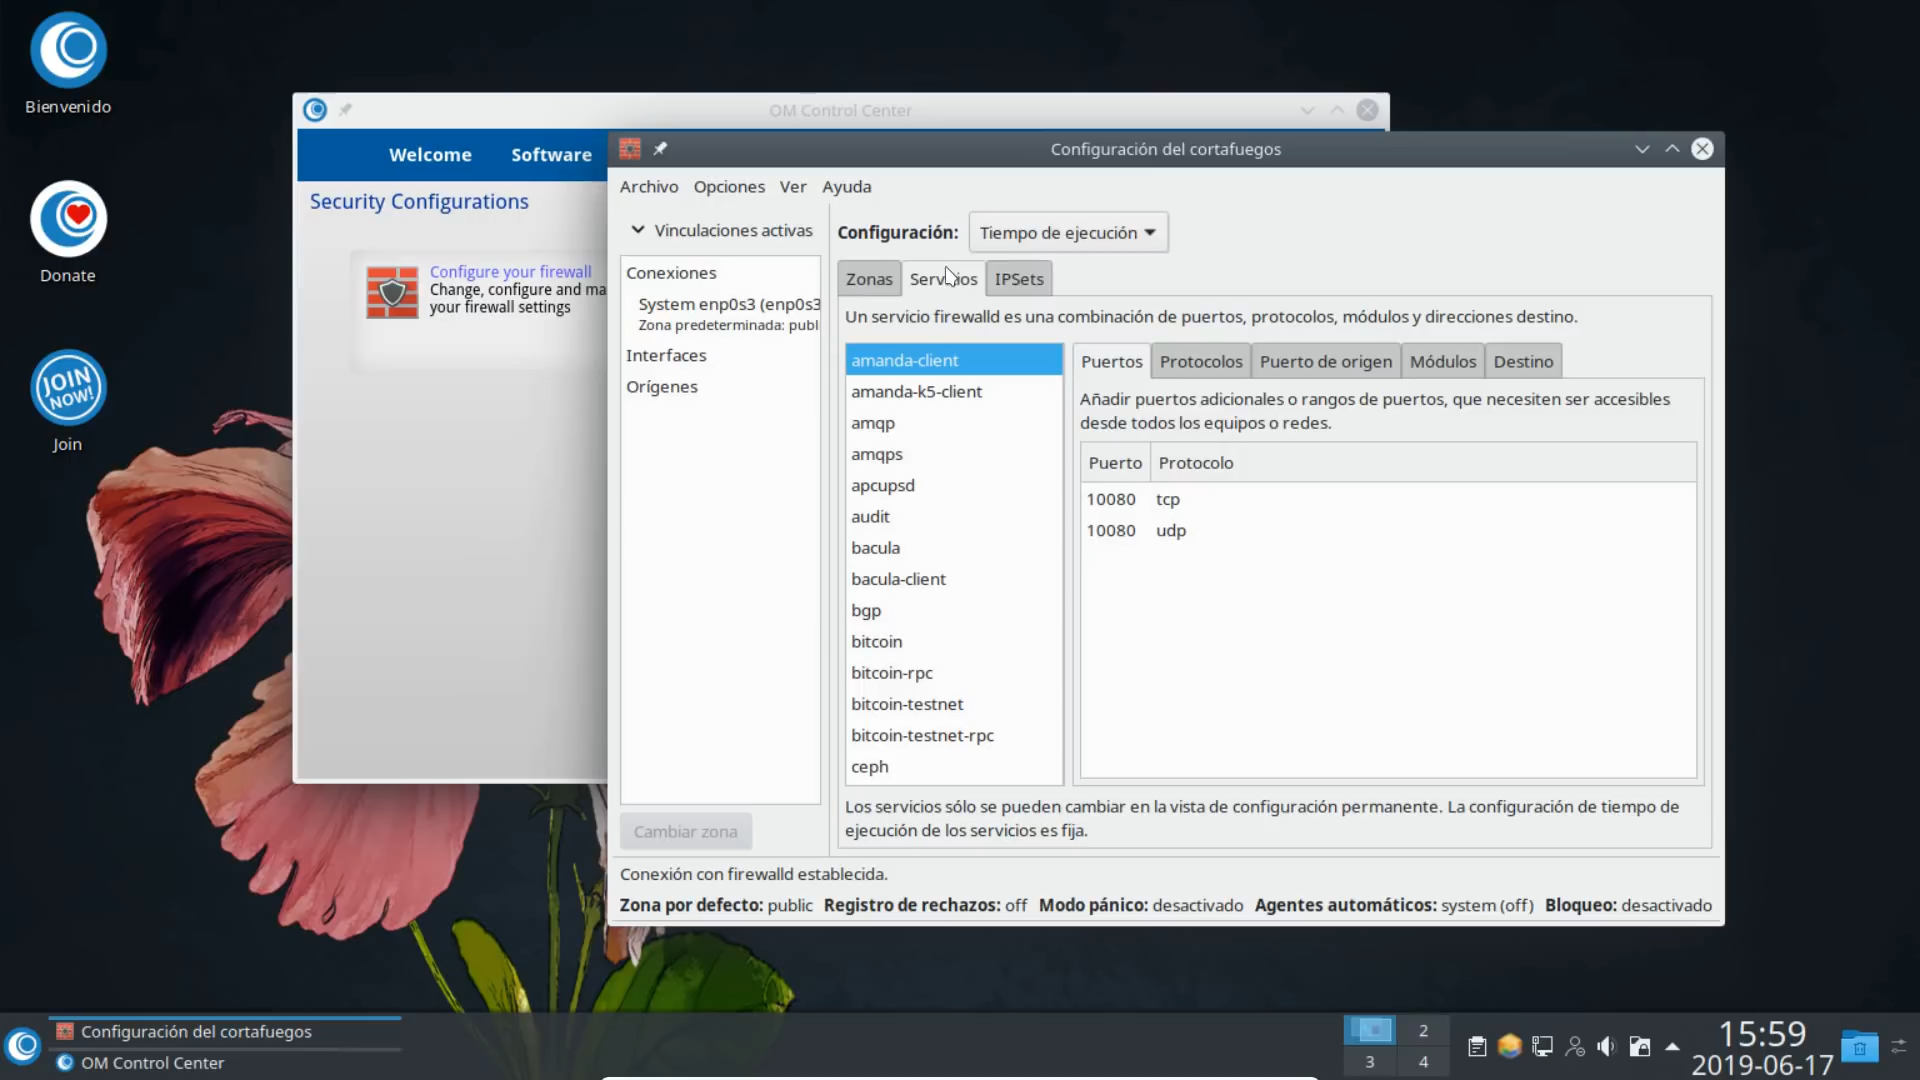 Bienvenido
Donate
JOIN
NOW!
Join
OM Control Center
Welcome
Software
Security Configurations
Configure your firewall
Change, configure and ma
your firewall settings
Configuración del cortafuegos
Archivo
Opciones
Ver
Ayuda
Vinculaciones activas
Conexiones
System enp0s3 (enp0s3
Zona predeterminada: publ
Interfaces
Orígenes
Cambiar zona
Configuración:
Tiempo de ejecución
Zonas
Servicios
IPSets
Un servicio firewalld es una combinación de puertos, protocolos, módulos y direcciones destino.
amanda-client
amanda-k5-client
amqp
amqps
apcupsd
audit
bacula
bacula-client
bgp
bitcoin
bitcoin-rpc
bitcoin-testnet
bitcoin-testnet-rpc
ceph
Puertos
Protocolos
Puerto de origen
Módulos
Destino
Añadir puertos adicionales o rangos de puertos, que necesiten ser accesibles
desde todos los equipos o redes.
Puerto Protocolo
10080 tcp
10080 udp
Los servicios sólo se pueden cambiar en la vista de configuración permanente. La configuración de tiempo de
ejecución de los servicios es fija.
Conexión con firewalld establecida.
Zona por defecto: public Registro de rechazos: off Modo pánico: desactivado Agentes automáticos: system (off) Bloqueo: desactivado
Configuración del cortafuegos
OM Control Center
2
3
4
15:59
2019-06-17